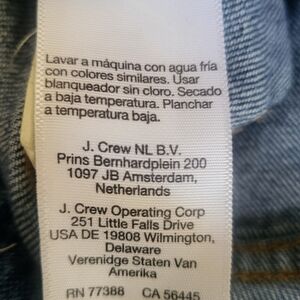 Lavar a máquina con agua fría
con colores similares. Usar
blanqueador sin cloro. Secado
a baja temperatura. Planchar
a temperatura baja.
J. Crew NL B.V.
Prins Bernhardplein 200
1097 JB Amsterdam,
Netherlands
J. Crew Operating Corp
251 Little Falls Drive
USA DE 19808 Wilmington,
Delaware
Verenidge Staten Van
Amerika
RN 77388 CA 56445